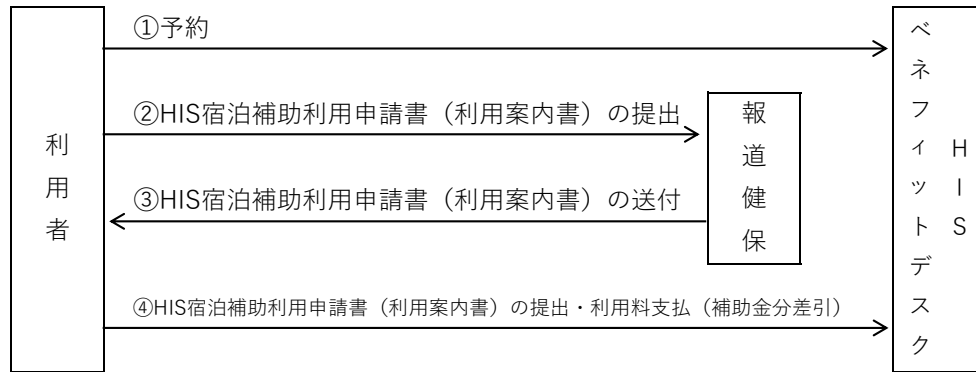 ①予約
②HIS宿泊補助利用申請書（利用案内書）の提出
③HIS宿泊補助利用申請書（利用案内書）の送付
④HIS宿泊補助利用申請書（利用案内書）の提出・利用料支払（補助金分差引）
利用者
報道健保
HIS
ベネフィットデスク